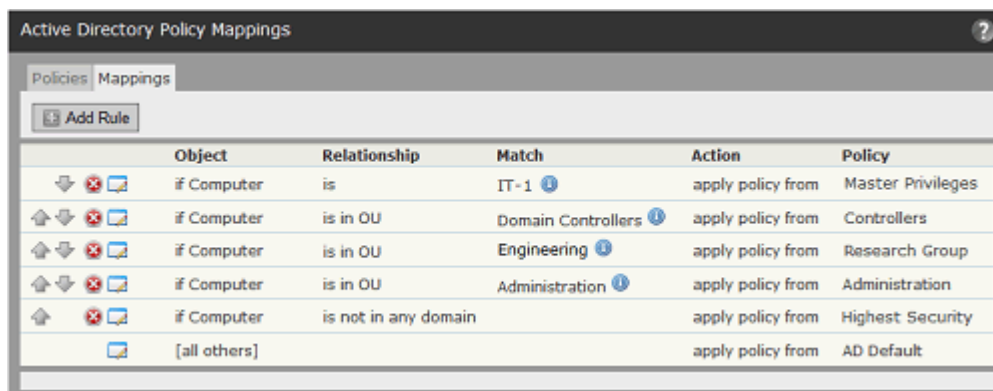 Active Directory Policy Mappings ?
Policies Mappings
Add Rule
Object Relationship Match Action Policy
if Computer is IT-1 apply policy from Master Privileges
if Computer is in OU Domain Controllers apply policy from Controllers
if Computer is in OU Engineering apply policy from Research Group
if Computer is in OU Administration apply policy from Administration
if Computer is not in any domain apply policy from Highest Security
[all others] apply policy from AD Default